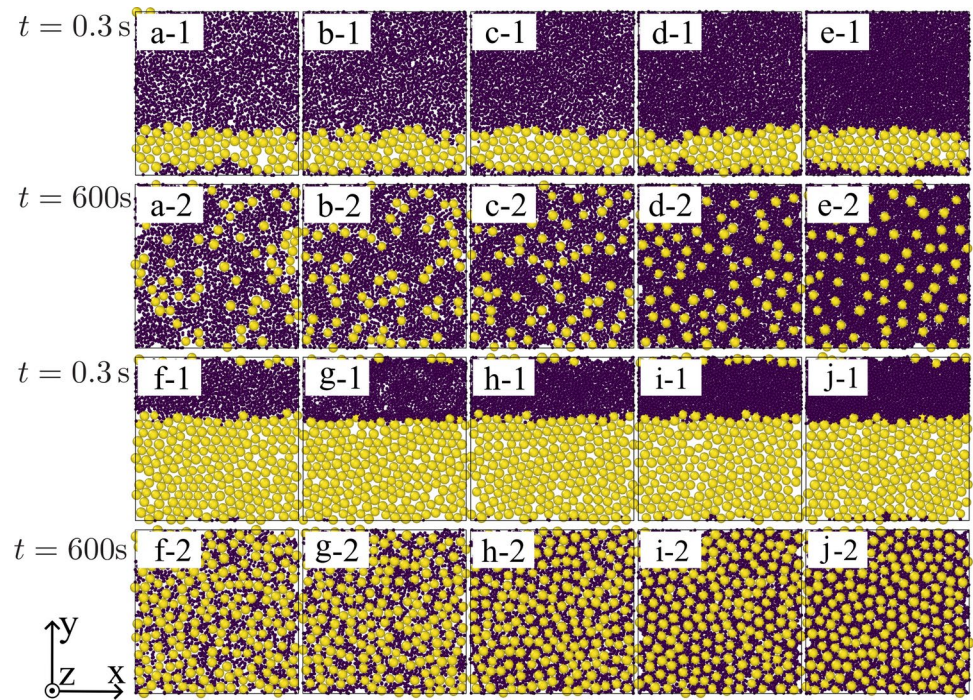 t = 0.3 s a-1 b-1 c-1 d-1 e-1
t = 600s a-2 b-2 c-2 d-2 e-2
t = 0.3 s f-1 g-1 h-1 i-1 j-1
t = 600s f-2 g-2 h-2 i-2 j-2
y
z x